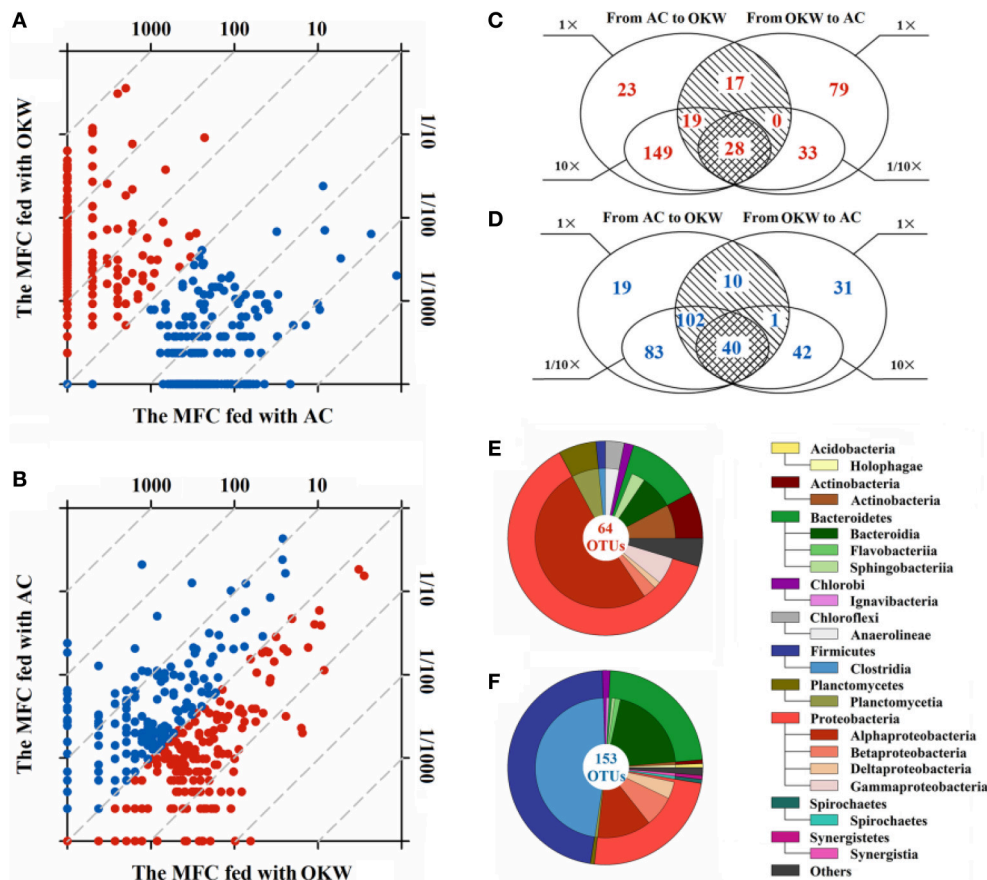 A
1000 100 10
The MFC fed with OKW
1/10
1/100
1/1000
The MFC fed with AC
B
1000 100 10
The MFC fed with AC
1/10
1/100
1/1000
The MFC fed with OKW
C
From AC to OKW From OKW to AC
1× 1×
23 17 79
19 0
149 28 33
10× 1/10×
D
From AC to OKW From OKW to AC
1× 1×
19 10 31
102 1
83 40 42
1/10× 10×
E
64
OTUs
F
153
OTUs
Acidobacteria
Holophagae
Actinobacteria
Actinobacteria
Bacteroidetes
Bacteroidia
Flavobacteriia
Sphingobacteriia
Chlorobi
Ignavibacteria
Chloroflexi
Anaerolineae
Firmicutes
Clostridia
Planctomycetes
Planctomycetia
Proteobacteria
Alphaproteobacteria
Betaproteobacteria
Deltaproteobacteria
Gammaproteobacteria
Spirochaetes
Spirochaetes
Synergistetes
Synergistia
Others